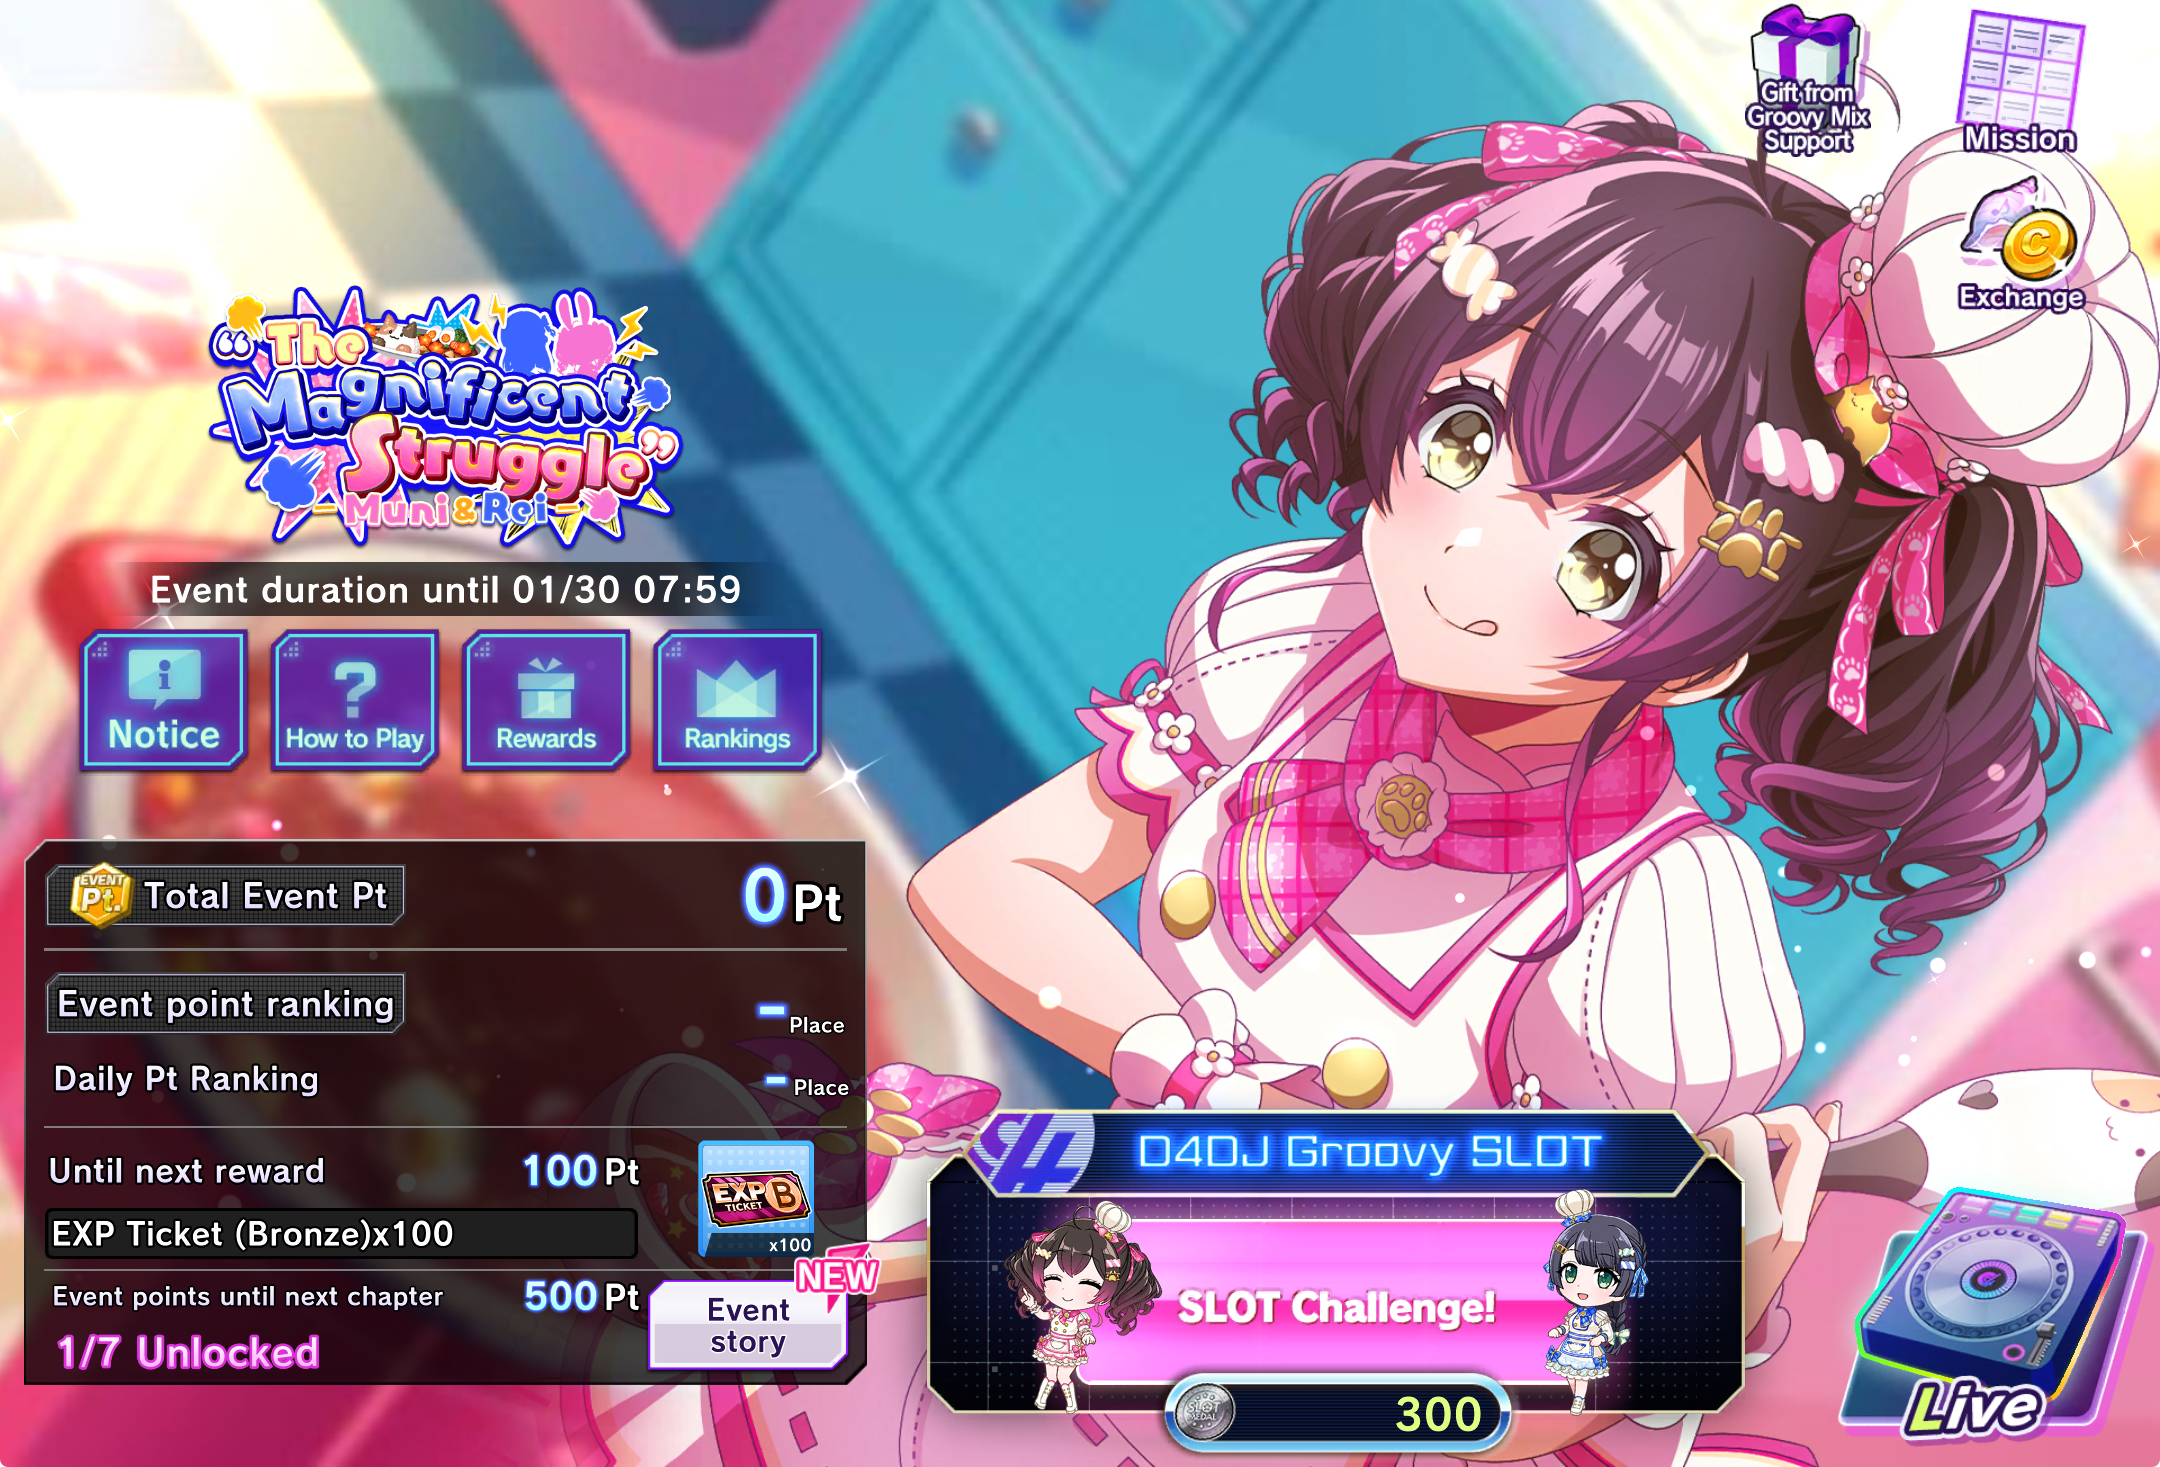 Gift from
Groovy Mix
Support
Mission
Exchange
“The
Magnificent
Struggle”
-Muni&Rei-
Event duration until 01/30 07:59
Notice
How to Play
Rewards
Rankings
EVENT
Pt.
Total Event Pt
0 Pt
Event point ranking
- Place
Daily Pt Ranking
- Place
Until next reward
100 Pt
EXP Ticket (Bronze)x100
EXP B
TICKET
x100
Event points until next chapter
500 Pt
1/7 Unlocked
NEW
Event
story
D4DJ Groovy SLOT
SLOT Challenge!
SLOT
MEDAL
300
Live